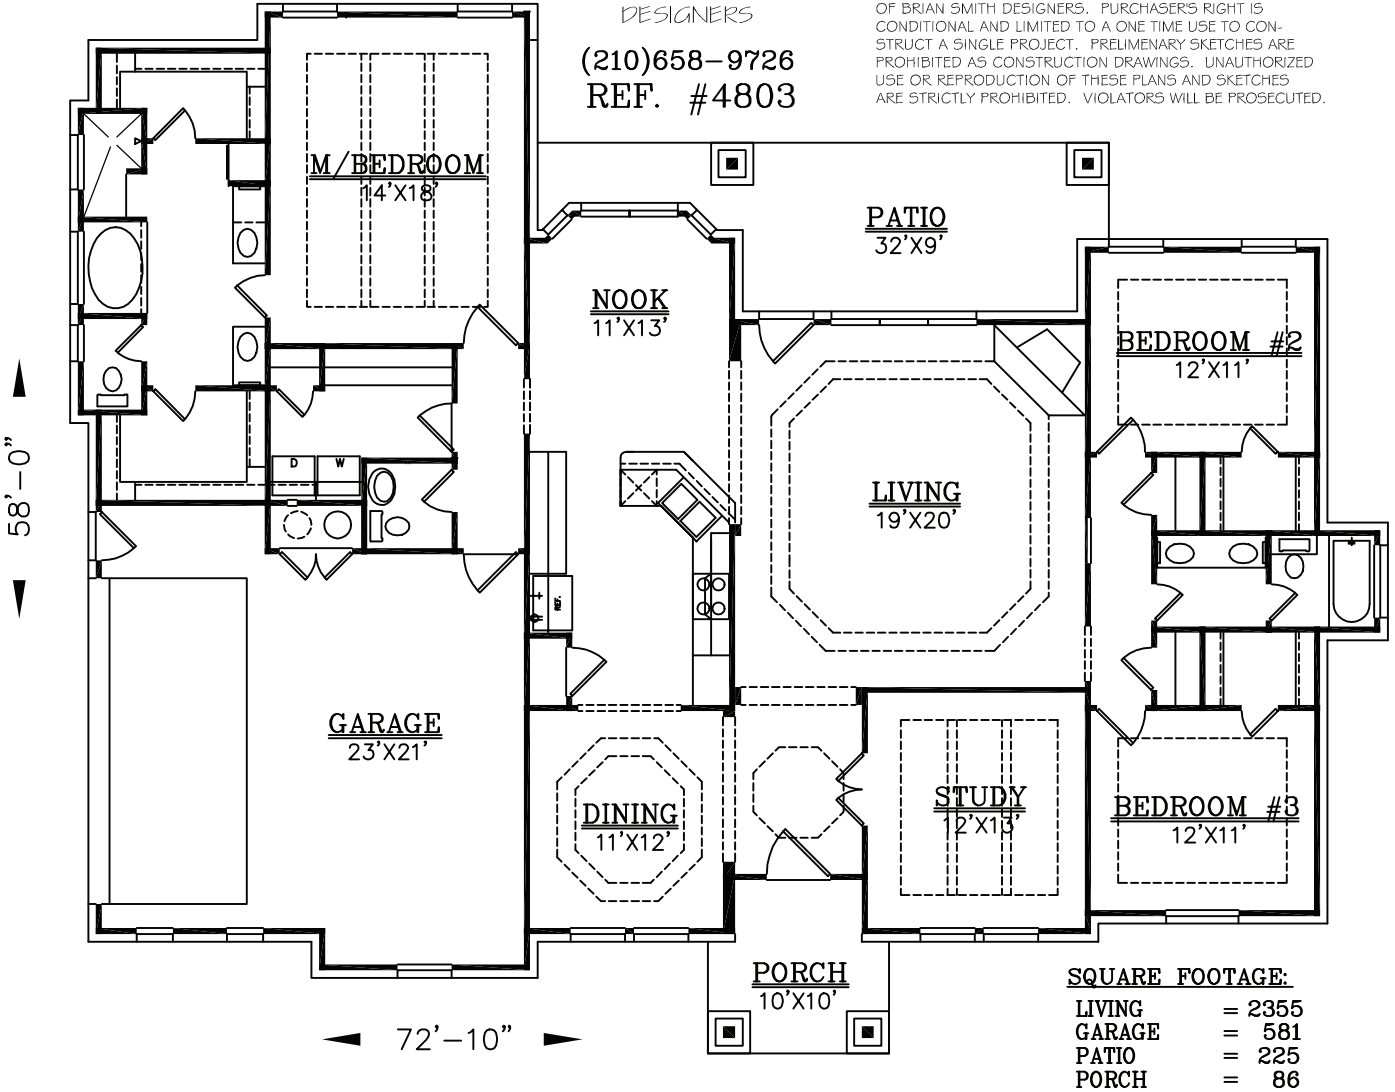 DESIGNERS
(210)658-9726
REF. #4803
OF BRIAN SMITH DESIGNERS. PURCHASER'S RIGHT IS
CONDITIONAL AND LIMITED TO A ONE TIME USE TO CON-
STRUCT A SINGLE PROJECT. PRELIMENARY SKETCHES ARE
PROHIBITED AS CONSTRUCTION DRAWINGS. UNAUTHORIZED
USE OR REPRODUCTION OF THESE PLANS AND SKETCHES
ARE STRICTLY PROHIBITED. VIOLATORS WILL BE PROSECUTED.
M/BEDROOM
14'X18'
PATIO
32'X9'
NOOK
11'X13'
BEDROOM #2
12'X11'
58'-0"
D
W
LIVING
19'X20'
REF.
GARAGE
23'X21'
DINING
11'X12'
STUDY
12'X13'
BEDROOM #3
12'X11'
PORCH
10'X10'
72'-10"
SQUARE FOOTAGE:
LIVING = 2355
GARAGE = 581
PATIO = 225
PORCH = 86